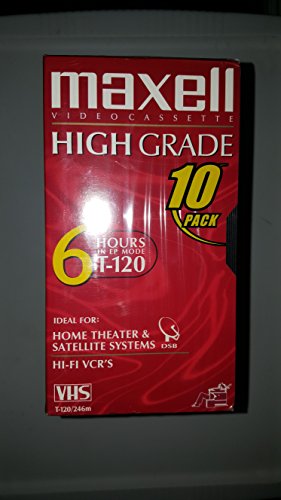 maxell
VIDEOCASSETTE
HIGH GRADE
10
PACK
6 HOURS
IN EP MODE
T-120
IDEAL FOR:
HOME THEATER &
SATELLITE SYSTEMS DSB
HI-FI VCR'S
VHS
T-120/246m